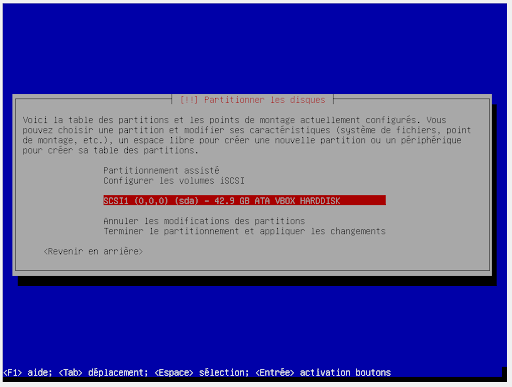 [!!] Partitionner les disques
Voici la table des partitions et les points de montage actuellement configurés. Vous
pouvez choisir une partition et modifier ses caractéristiques (système de fichiers, point
de montage, etc.), un espace libre pour créer une nouvelle partition ou un périphérique
pour créer sa table des partitions.
Partitionnement assisté
Configurer les volumes iSCSI
SCSI1 (0,0,0) (sda) - 42.9 GB ATA VBOX HARDDISK
Annuler les modifications des partitions
Terminer le partitionnement et appliquer les changements
<Revenir en arrière>
<F1> aide; <Tab> déplacement; <Espace> sélection; <Entrée> activation boutons